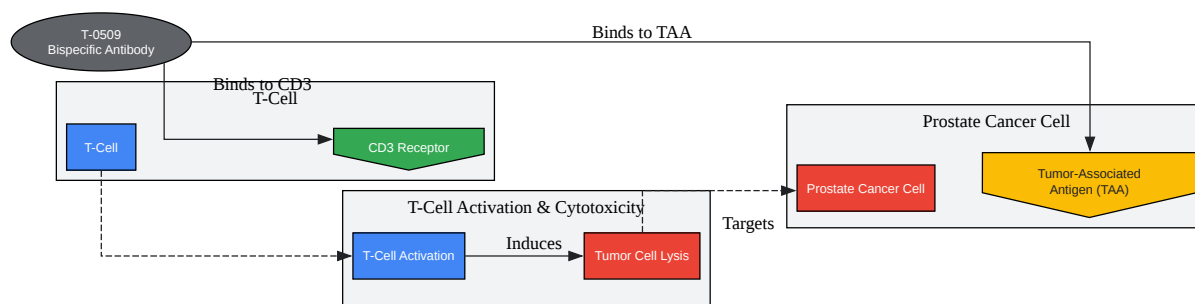 T-0509
Bispecific Antibody
Binds to TAA
Binds to CD3
T-Cell
T-Cell
CD3 Receptor
Prostate Cancer Cell
Prostate Cancer Cell
Tumor-Associated
Antigen (TAA)
T-Cell Activation & Cytotoxicity
Targets
T-Cell Activation
Induces
Tumor Cell Lysis